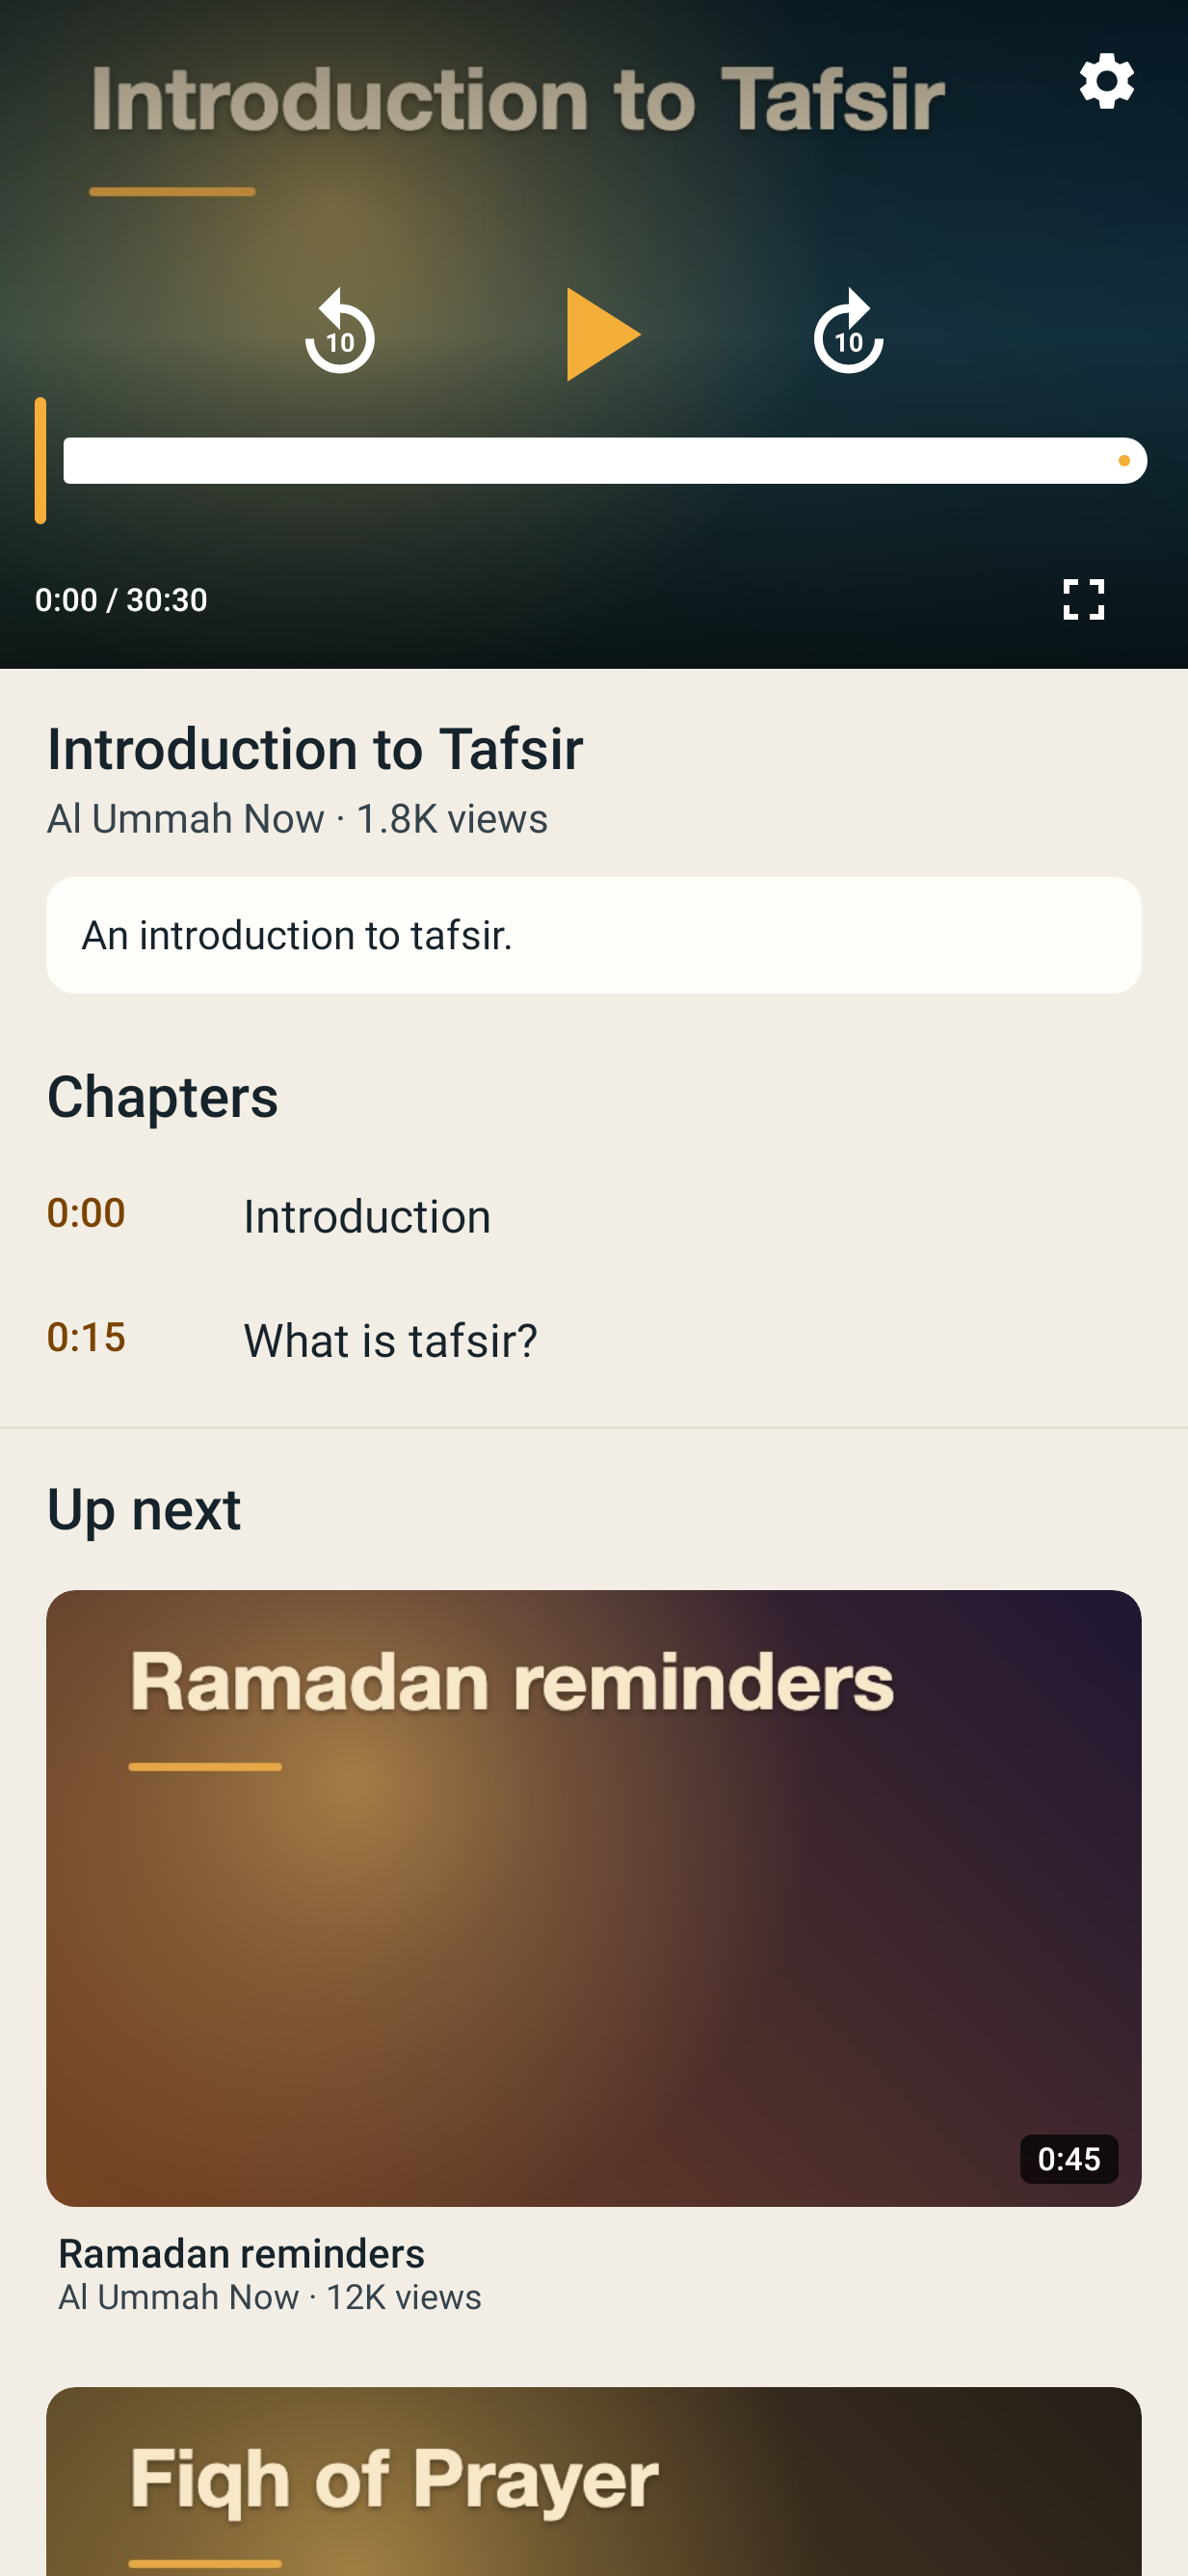 Introduction to Tafsir
10
10
0:00 / 30:30
Introduction to Tafsir
Al Ummah Now · 1.8K views
An introduction to tafsir.
Chapters
0:00 Introduction
0:15 What is tafsir?
Up next
Ramadan reminders
0:45
Ramadan reminders
Al Ummah Now · 12K views
Fiqh of Prayer